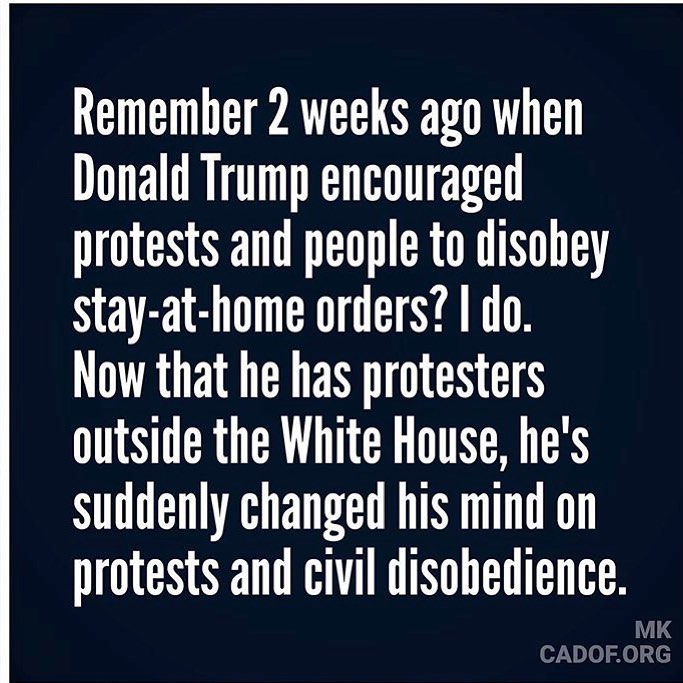 Remember 2 weeks ago when
Donald Trump encouraged
protests and people to disobey
stay-at-home orders? I do.
Now that he has protesters
outside the White House, he's
suddenly changed his mind on
protests and civil disobedience.
MK
CADOF.ORG